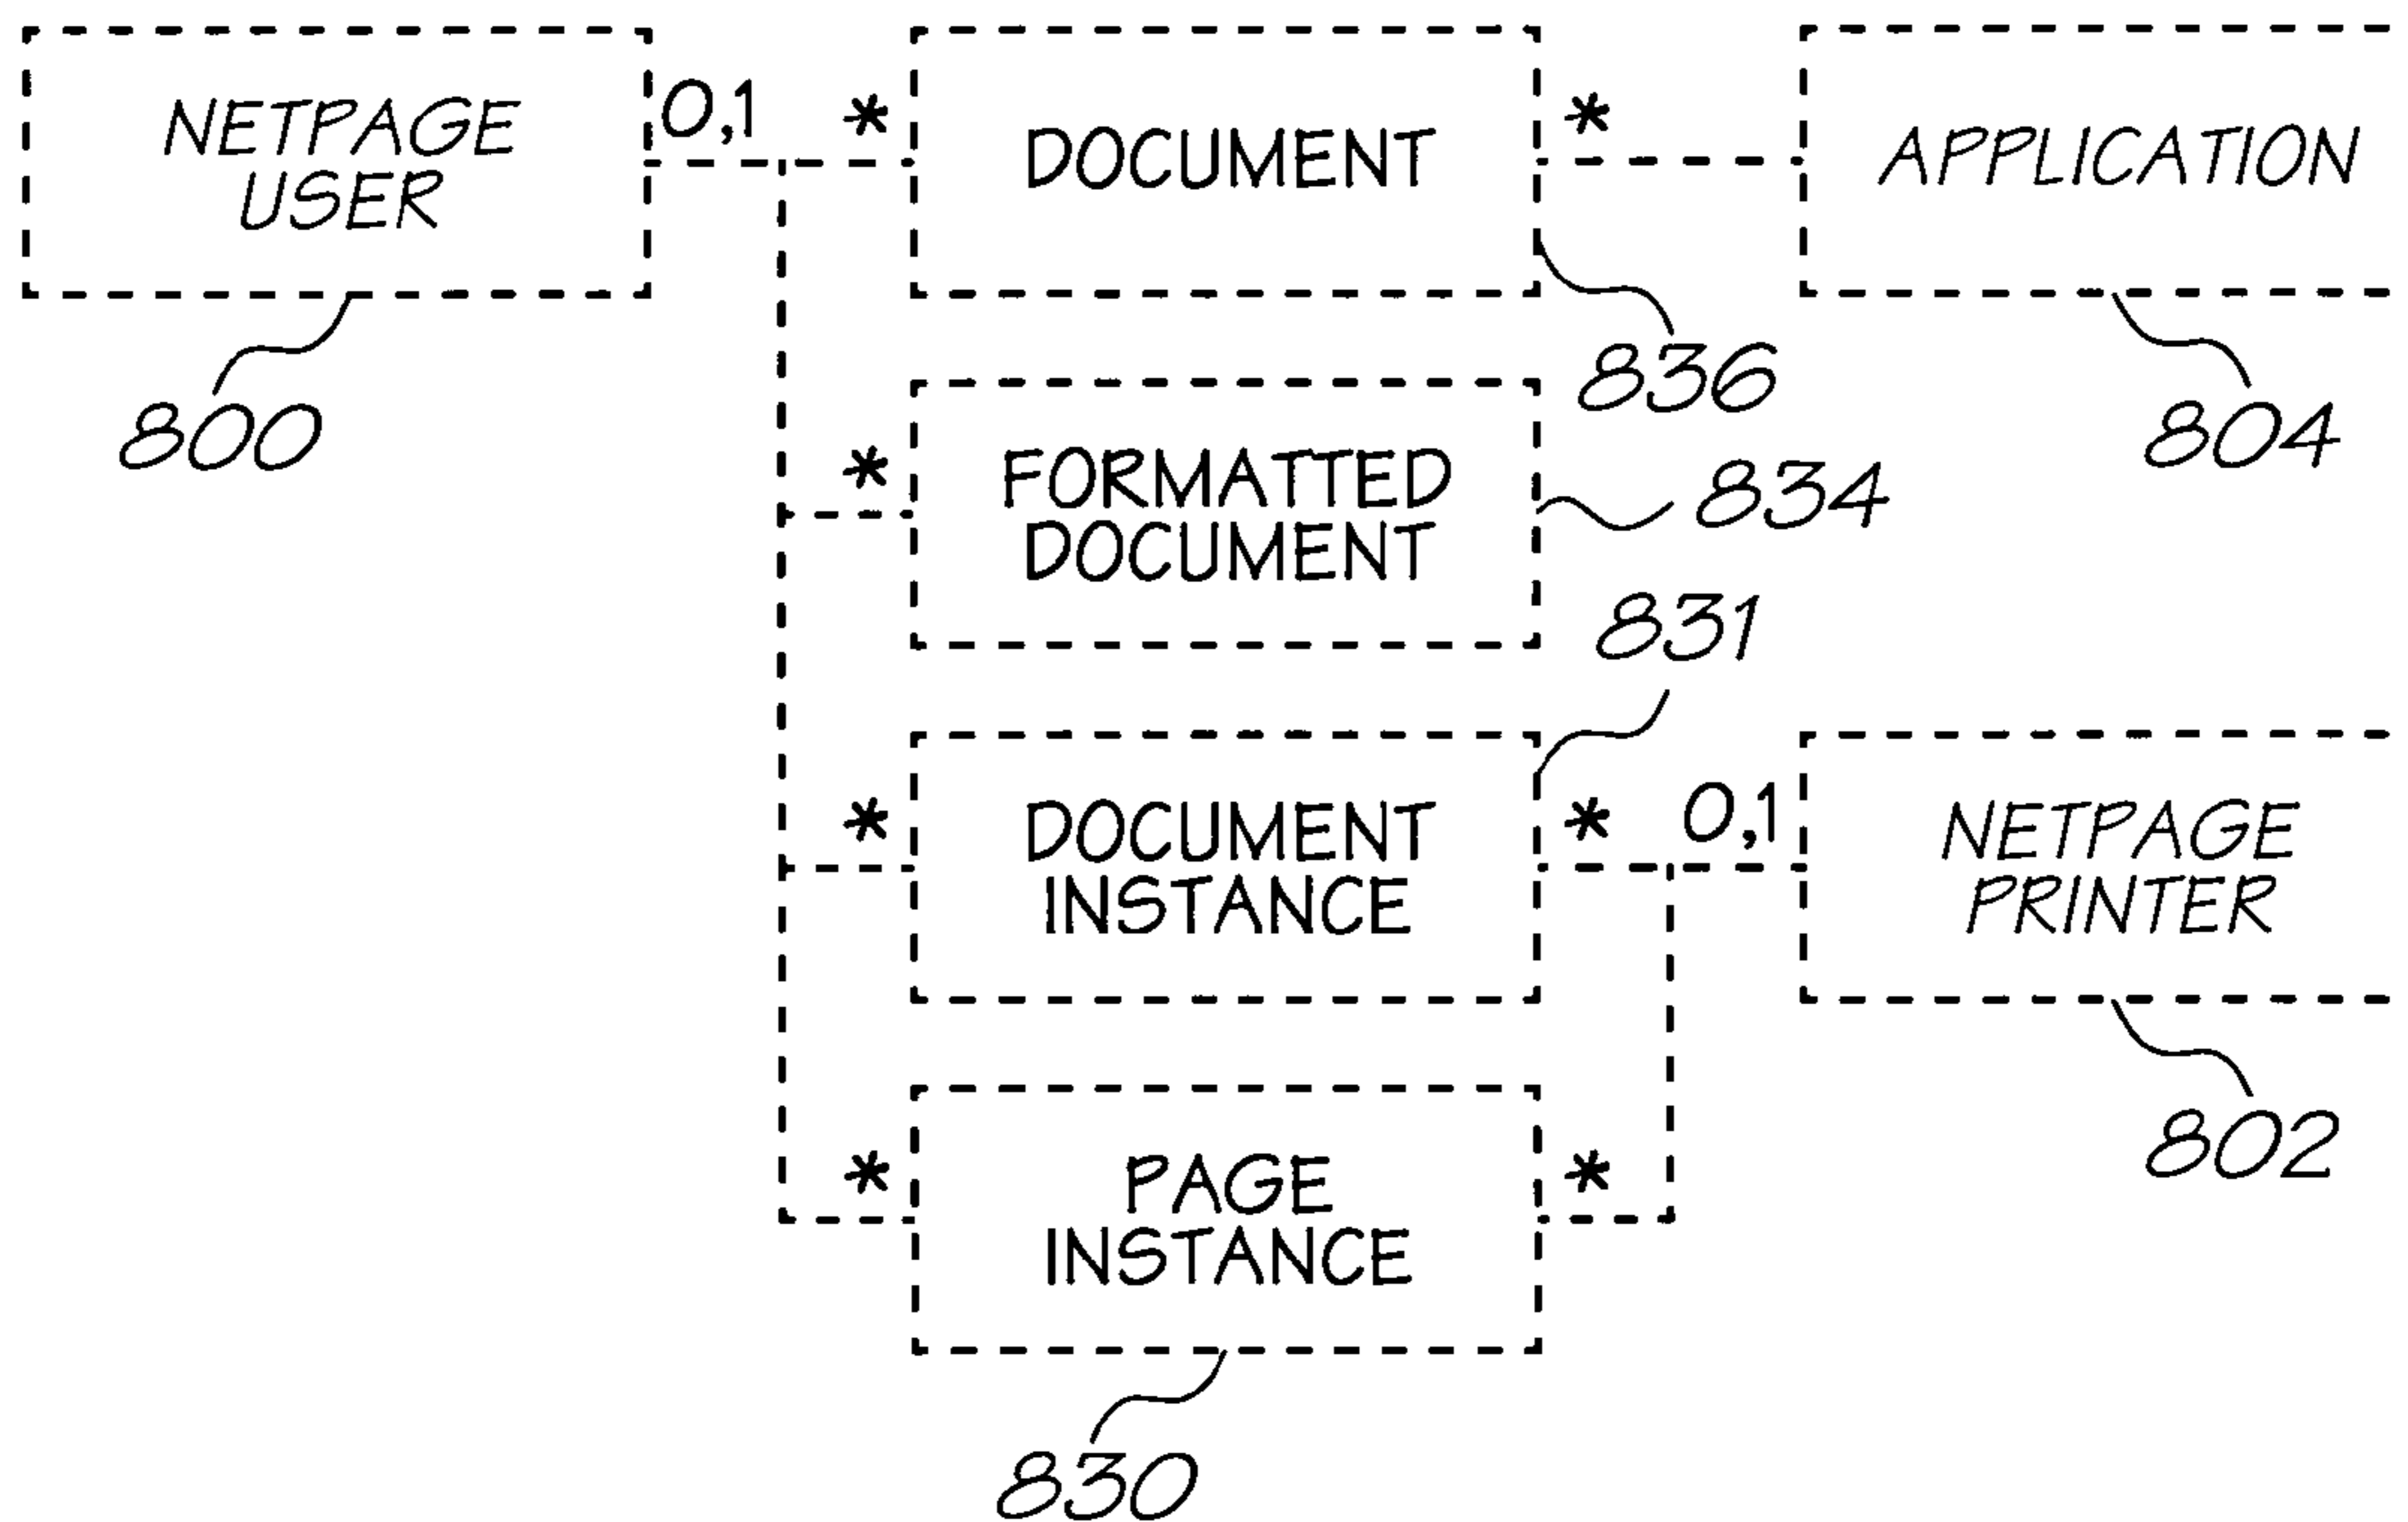 NETPAGE
USER
0,1
*
DOCUMENT
*
APPLICATION
800
836
804
*
FORMATTED
DOCUMENT
834
831
*
DOCUMENT
INSTANCE
*
0,1
NETPAGE
PRINTER
802
*
PAGE
INSTANCE
*
830